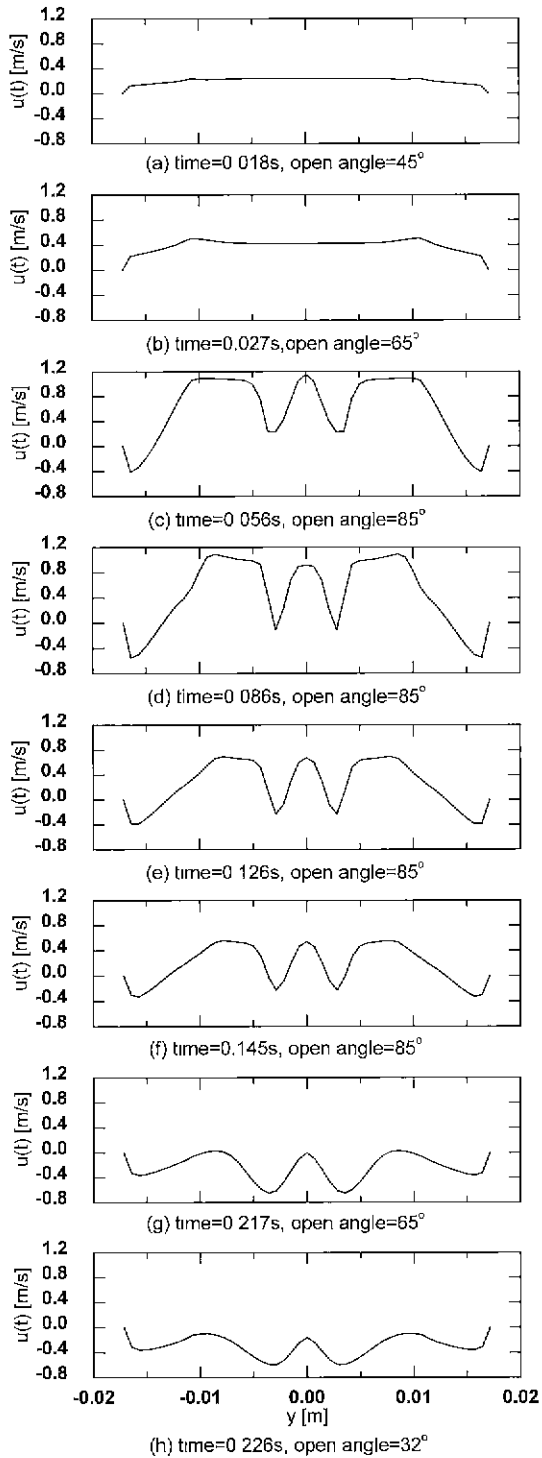 u(t) [m/s]
1.2
0.8
0.4
0.0
-0.4
-0.8
(a) time=0 018s, open angle=45°
u(t) [m/s]
1.2
0.8
0.4
0.0
-0.4
-0.8
(b) time=0.027s,open angle=65°
u(t) [m/s]
1.2
0.8
0.4
0.0
-0.4
-0.8
(c) time=0 056s, open angle=85°
u(t) [m/s]
1.2
0.8
0.4
0.0
-0.4
-0.8
(d) time=0 086s, open angle=85°
u(t) [m/s]
1.2
0.8
0.4
0.0
-0.4
-0.8
(e) time=0 126s, open angle=85°
u(t) [m/s]
1.2
0.8
0.4
0.0
-0.4
-0.8
(f) time=0.145s, open angle=85°
u(t) [m/s]
1.2
0.8
0.4
0.0
-0.4
-0.8
(g) time=0 217s, open angle=65°
u(t) [m/s]
1.2
0.8
0.4
0.0
-0.4
-0.8
-0.02 -0.01 0.00 0.01 0.02
y [m]
(h) time=0 226s, open angle=32°